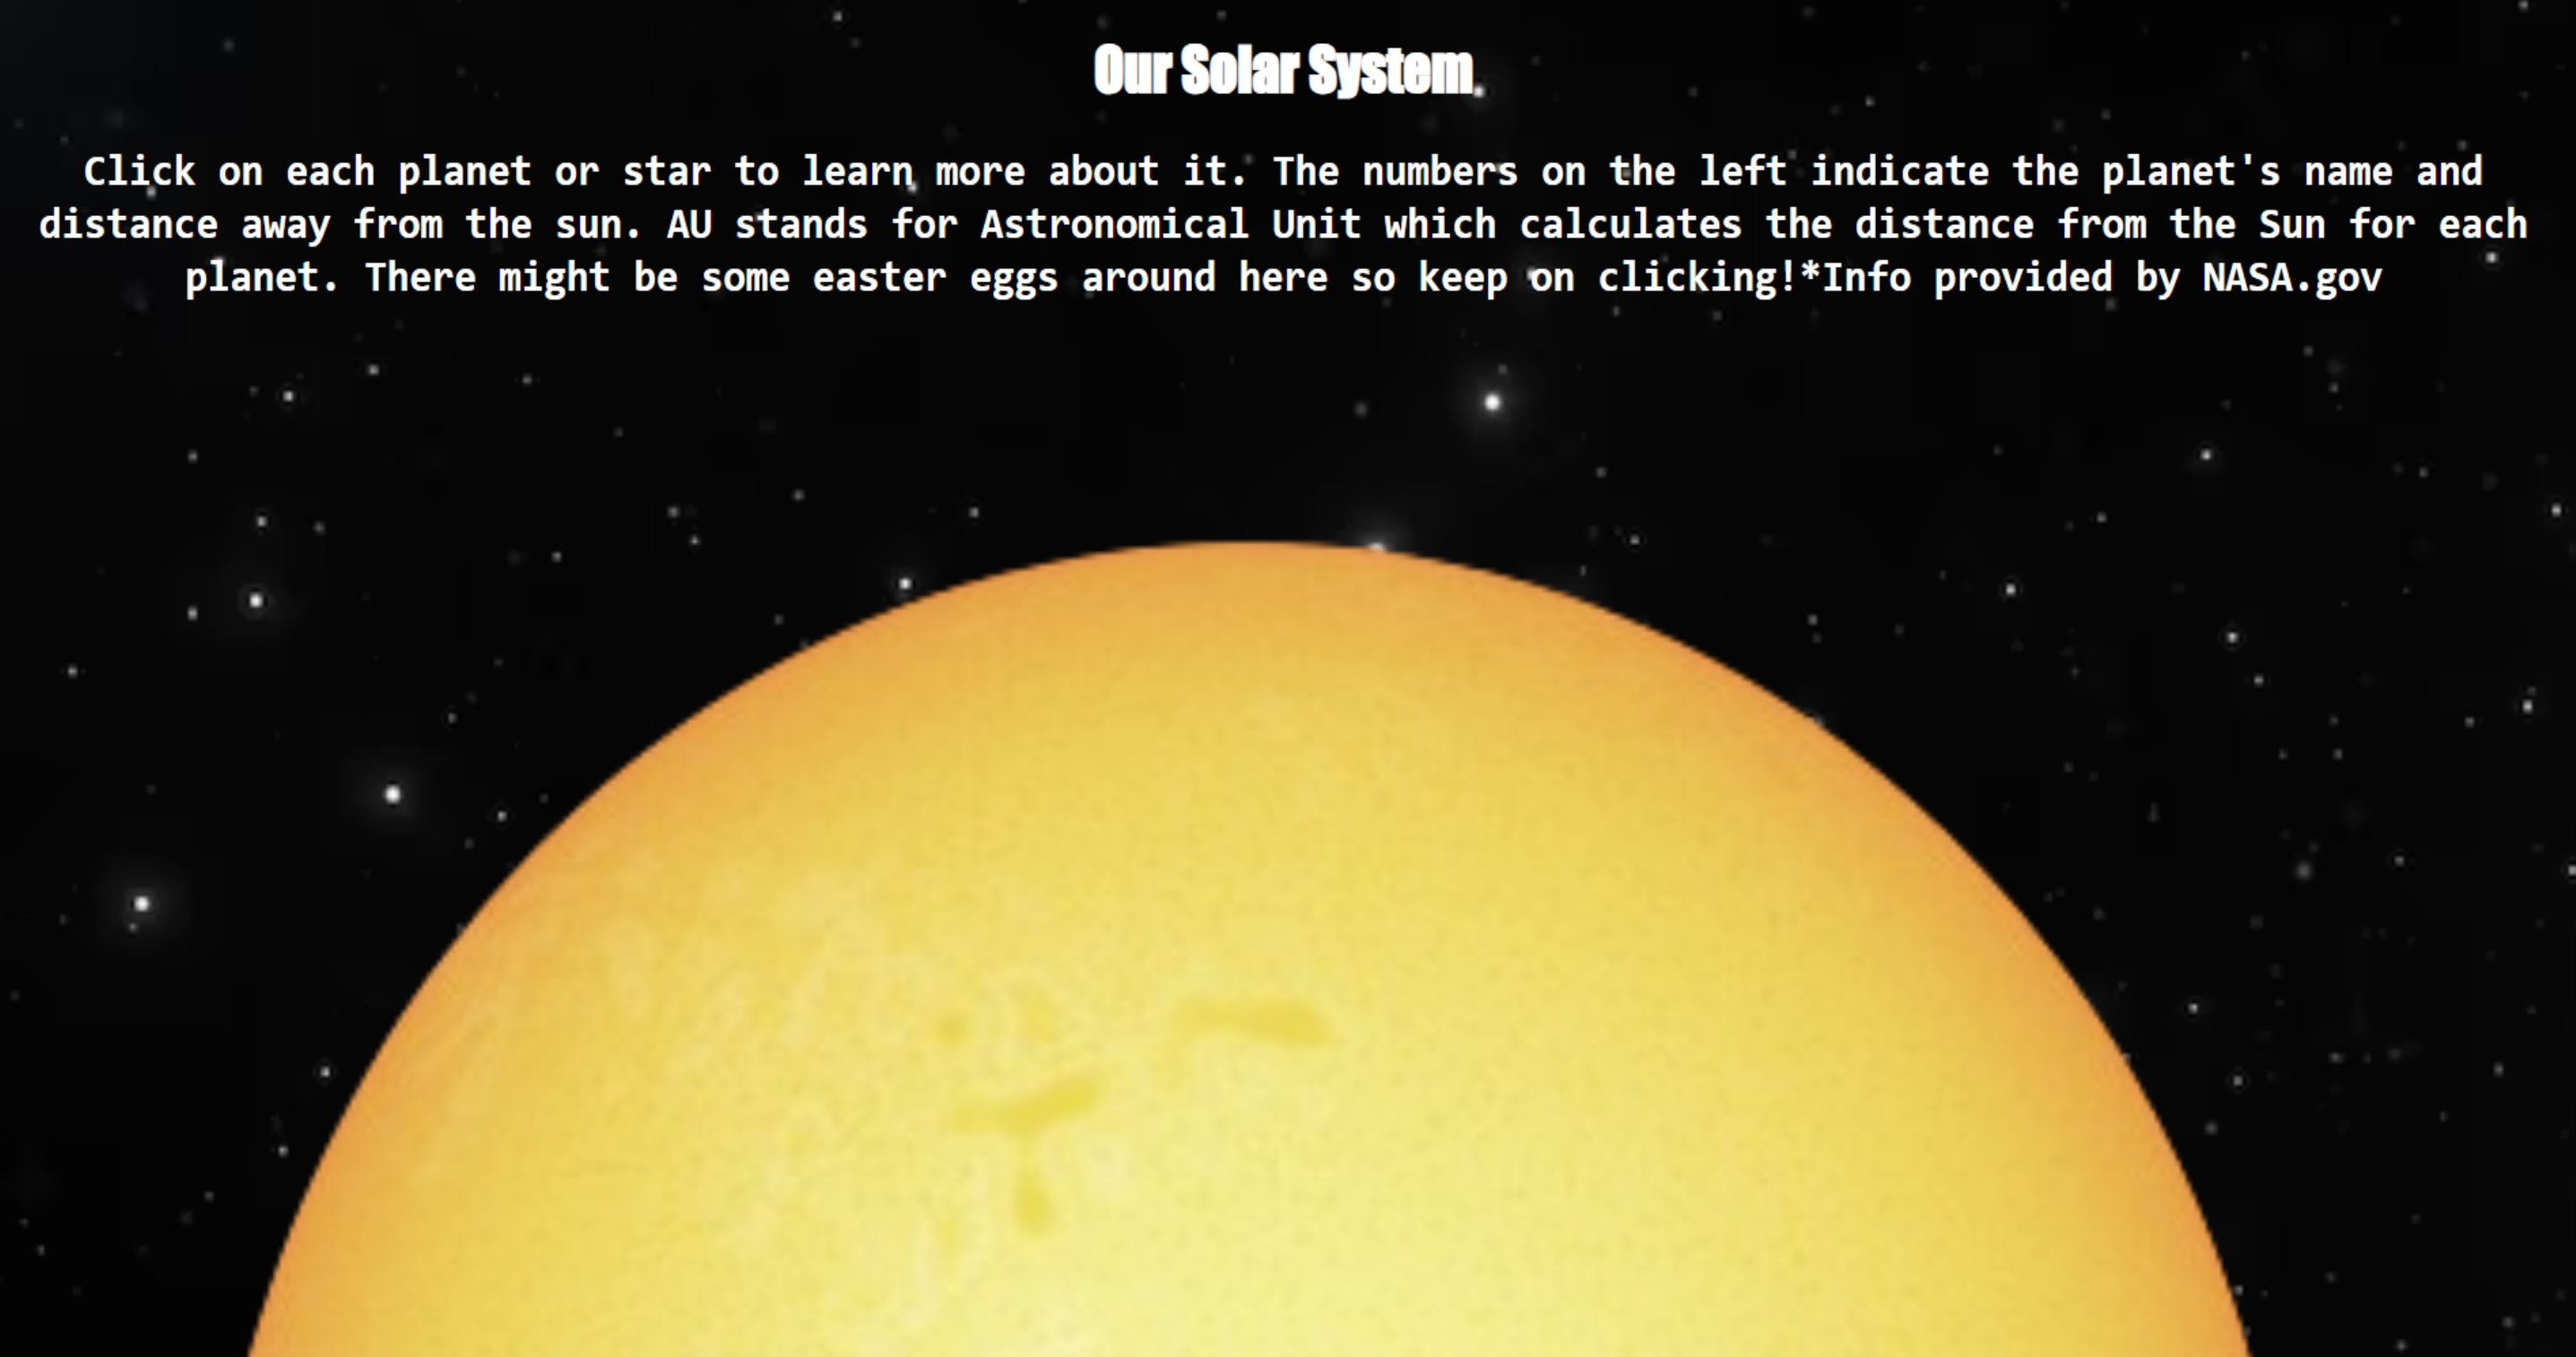 Our Solar System
Click on each planet or star to learn more about it. The numbers on the left indicate the planet's name and
distance away from the sun. AU stands for Astronomical Unit which calculates the distance from the Sun for each
planet. There might be some easter eggs around here so keep on clicking!*Info provided by NASA.gov